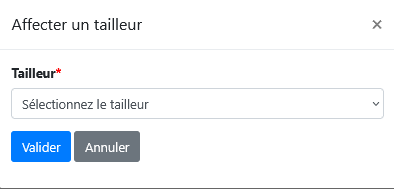 Affecter un tailleur ×
Tailleur*
Sélectionnez le tailleur
Valider Annuler